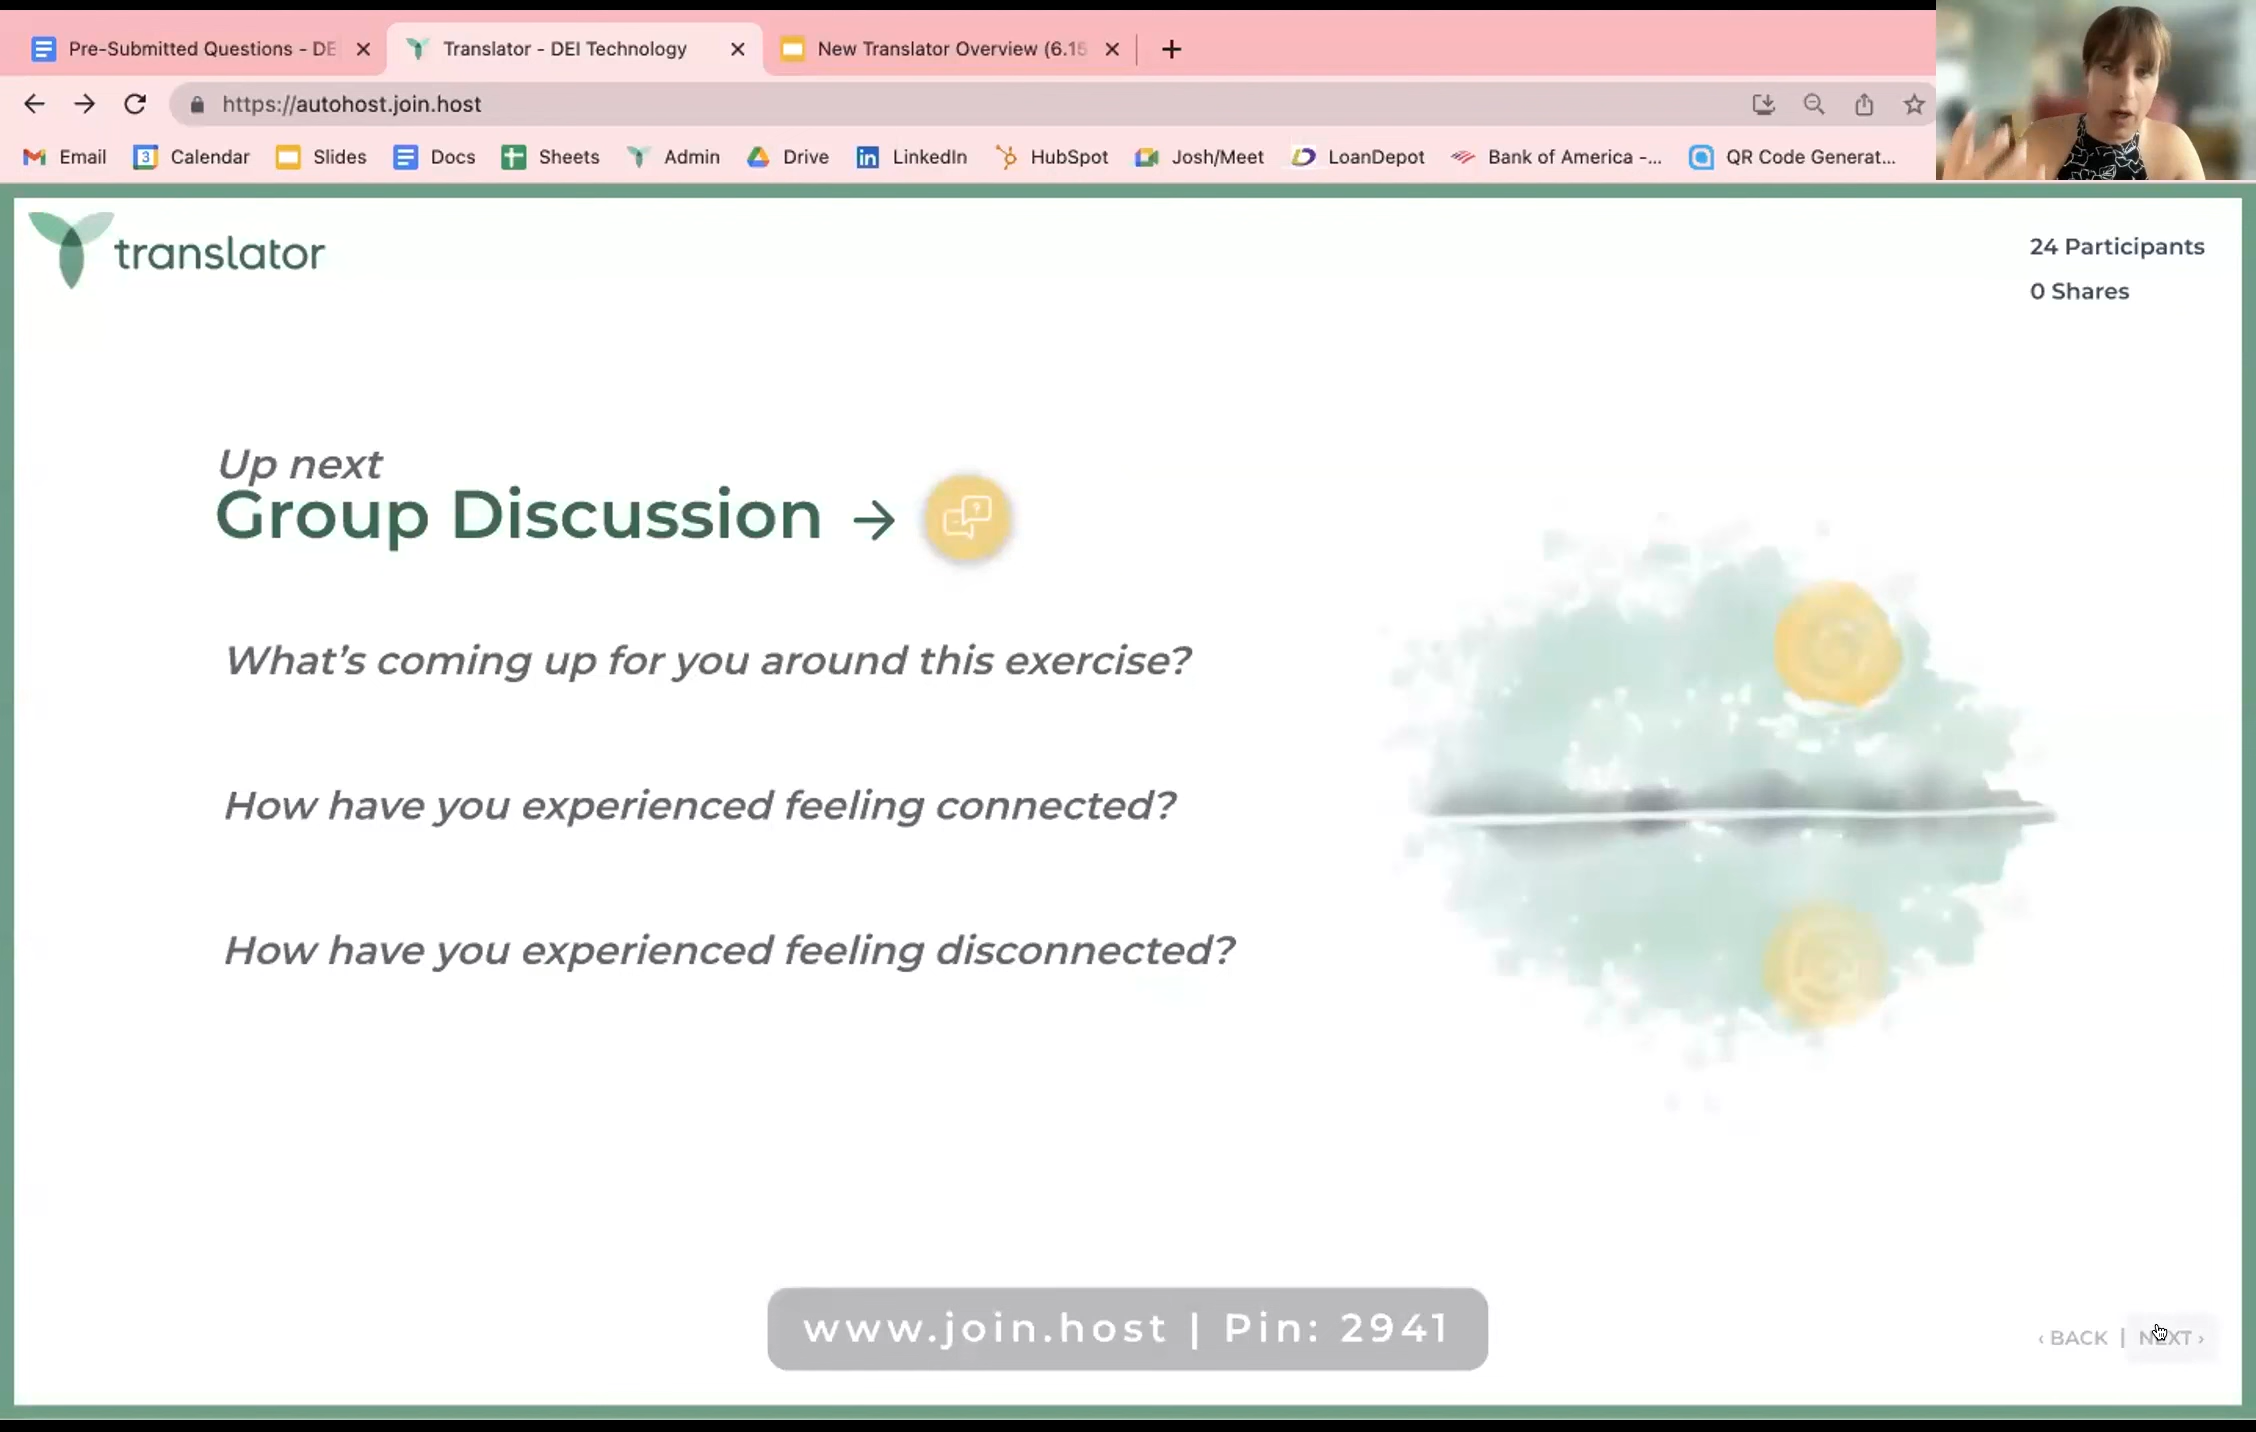 Pre-Submitted Questions - DE
Translator - DEI Technology
New Translator Overview (6.15
https://autohost.join.host
Email
3
Calendar
Slides
Docs
Sheets
Admin
Drive
LinkedIn
HubSpot
Josh/Meet
LoanDepot
Bank of America -...
QR Code Generat...
translator
24 Participants
0 Shares
Up next
Group Discussion →
What's coming up for you around this exercise?
How have you experienced feeling connected?
How have you experienced feeling disconnected?
www.join.host | Pin: 2941
‹ BACK | NEXT ›